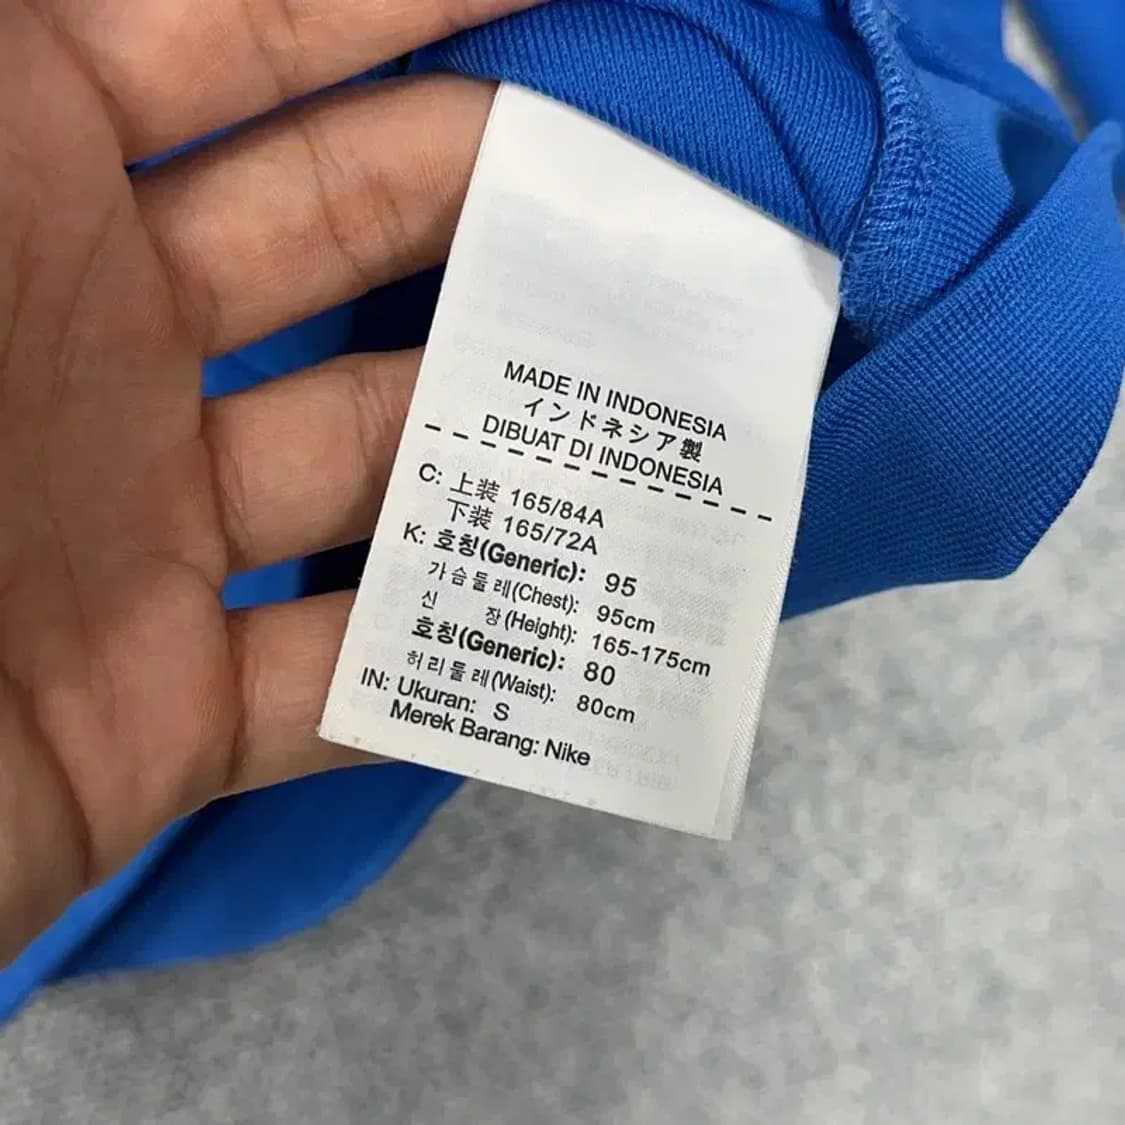 MADE IN INDONESIA
インドネシア製
DIBUAT DI INDONESIA
C: 上装 165/84A
下装 165/72A
K: 호칭(Generic): 95
가슴둘레(Chest): 95cm
신 장(Height): 165-175cm
호칭(Generic): 80
허리둘레(Waist): 80cm
IN: Ukuran: S
Merek Barang: Nike